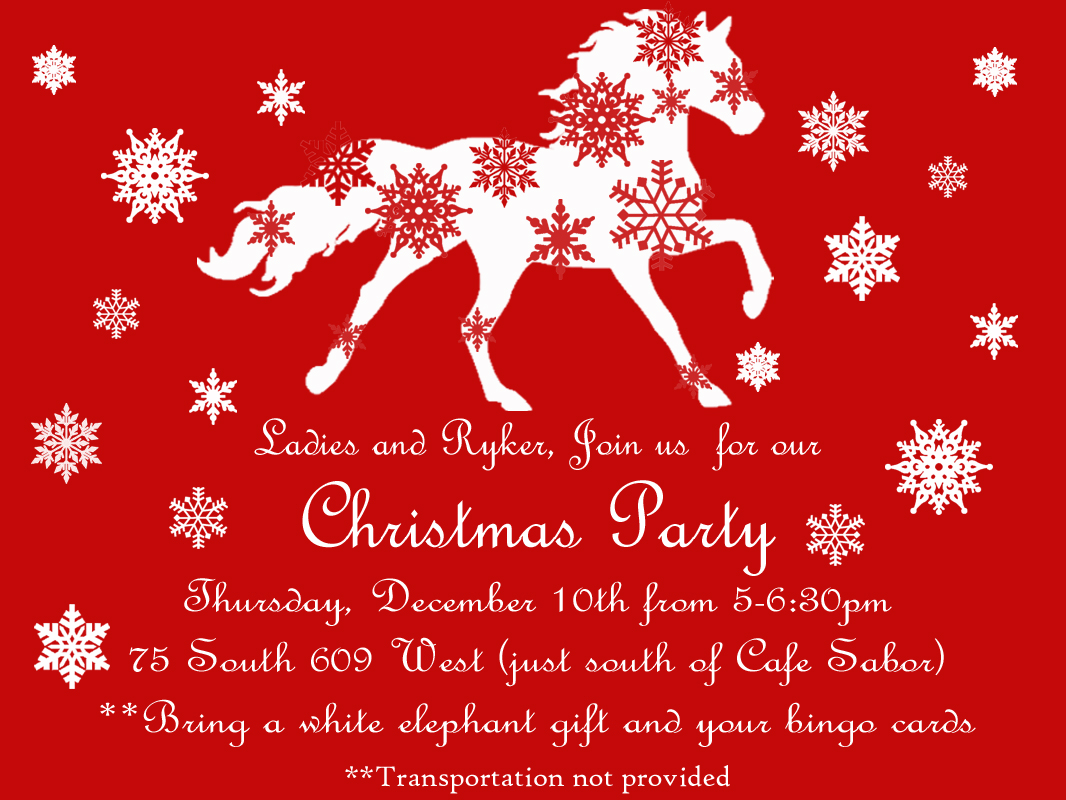 Ladies and Ryker, Join us for our
Christmas Party
Thursday, December 10th from 5-6:30pm
75 South 609 West (just south of Cafe Sabor)
**Bring a white elephant gift and your bingo cards
**Transportation not provided